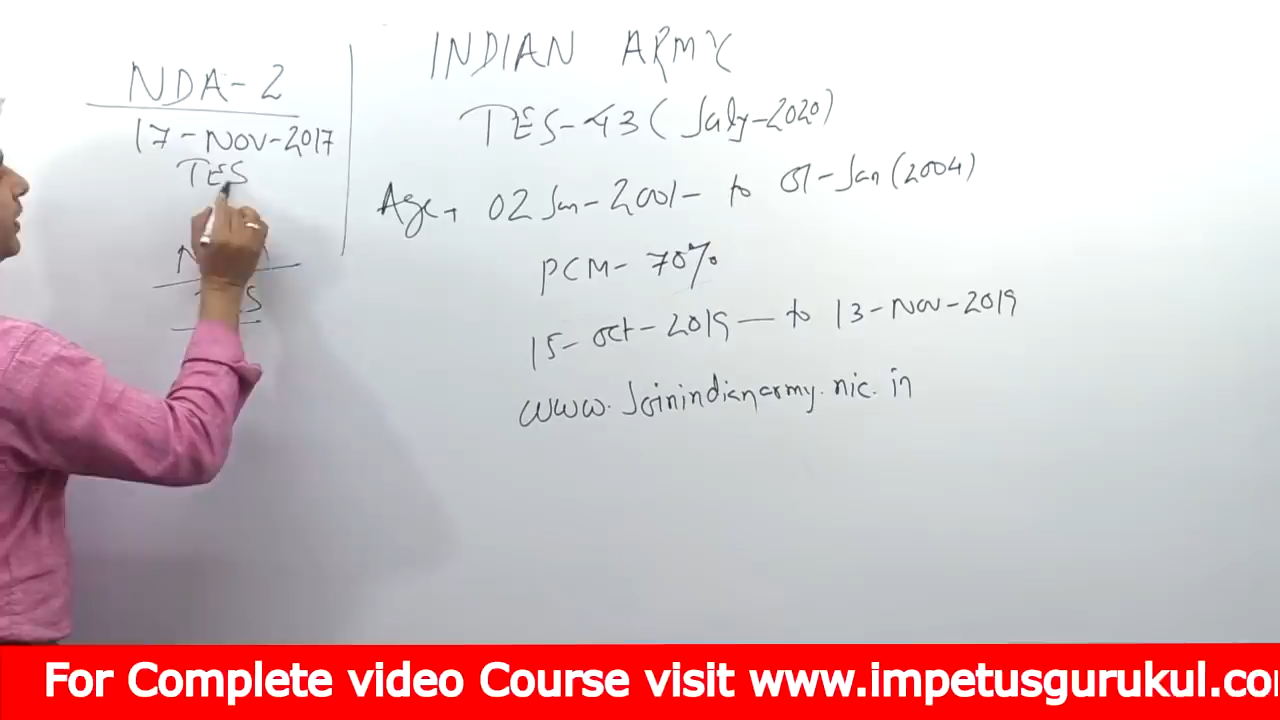 NDA-2
17-Nov-2017
TES
INDIAN ARMY
TES-43 (July-2020)
Age → 02 Jan-2001- to 01-Jan (2004)
PCM- 70%
15-Oct-2019 — to 13-Nov-2019
www.Joinindianarmy.nic.in
For Complete video Course visit www.impetusgurukul.co